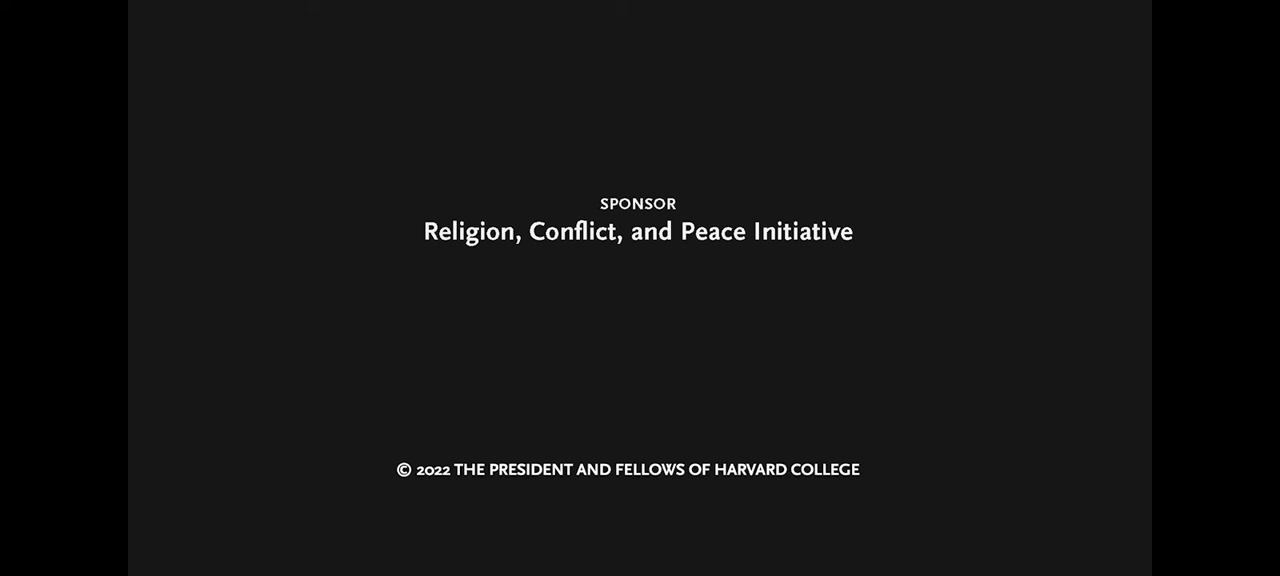 SPONSOR
Religion, Conflict, and Peace Initiative
© 2022 THE PRESIDENT AND FELLOWS OF HARVARD COLLEGE